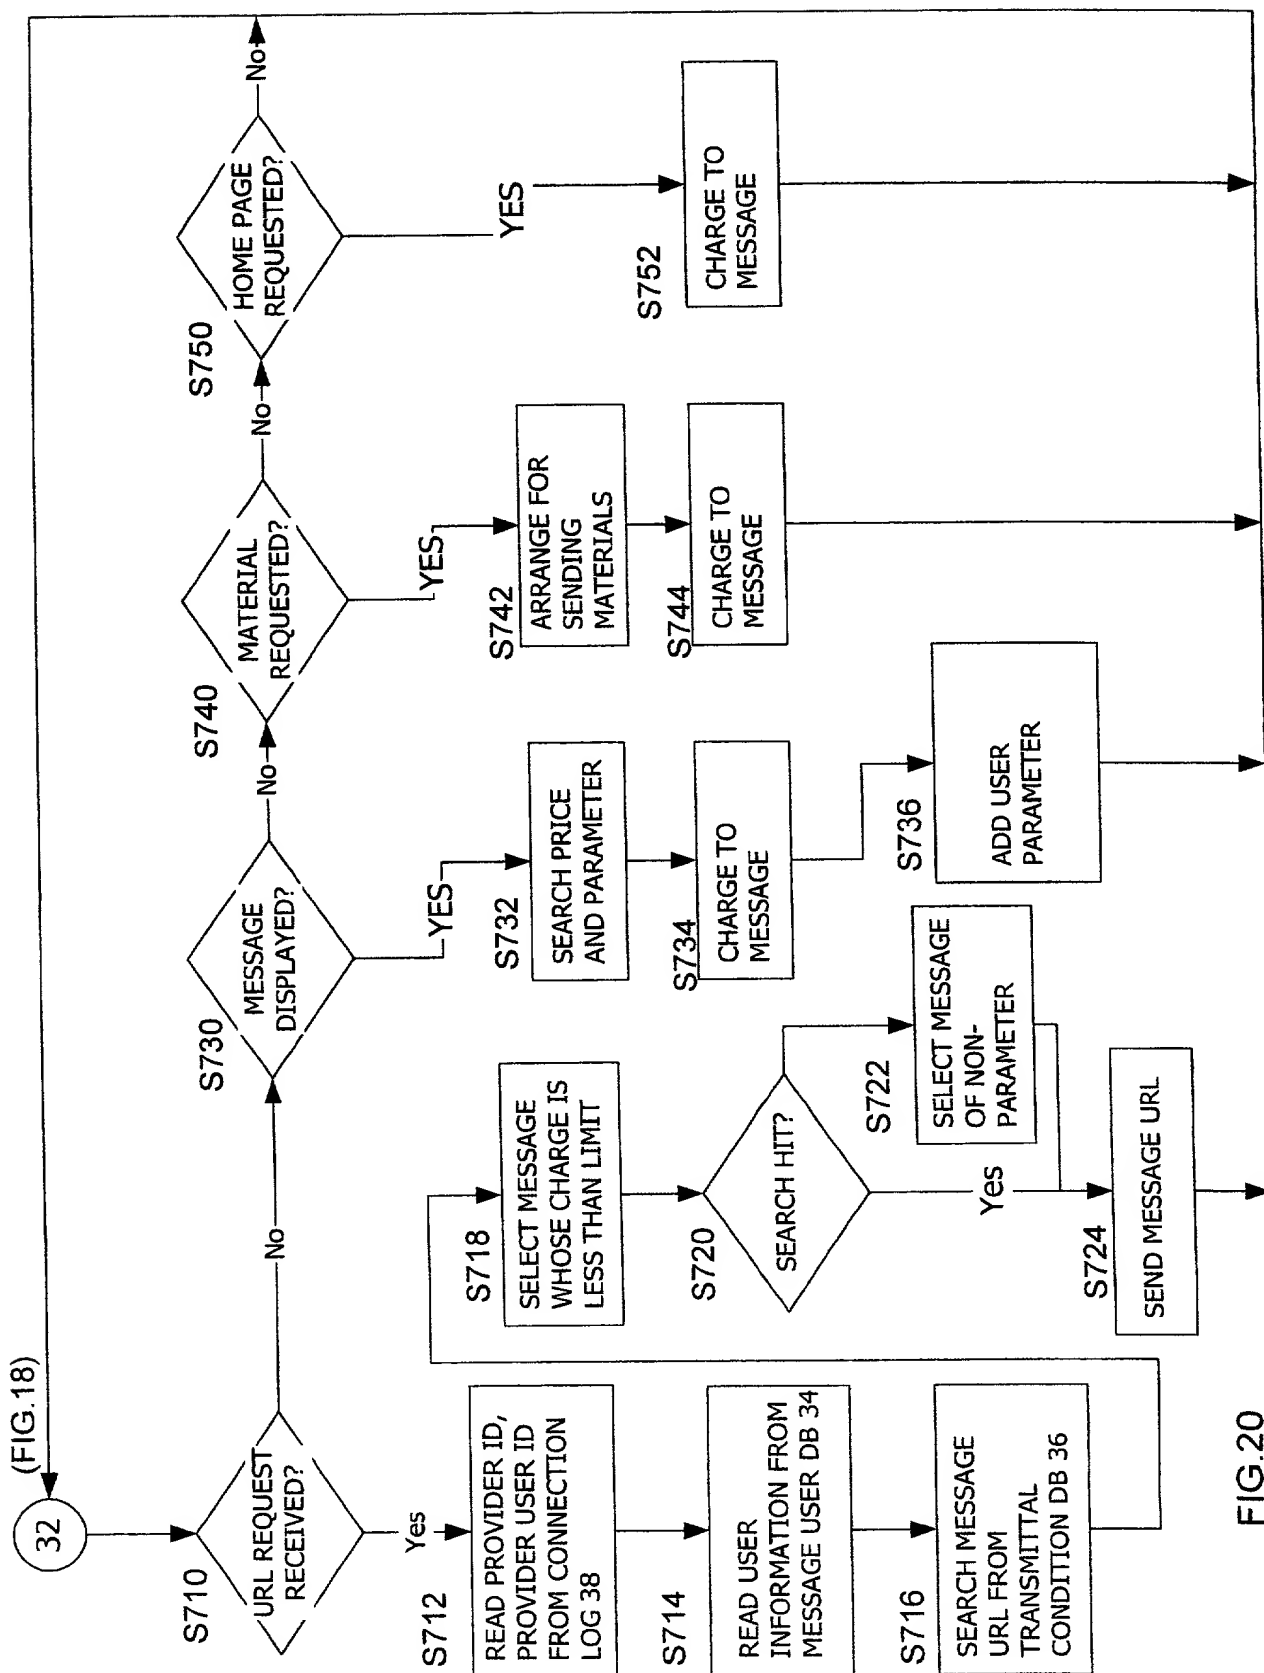 (FIG.18)
32
S710
URL REQUEST
RECEIVED?
Yes
S712
READ PROVIDER ID,
PROVIDER USER ID
FROM CONNECTION
LOG 38
S714
READ USER
INFORMATION FROM
MESSAGE USER DB 34
S716
SEARCH MESSAGE
URL FROM
TRANSMITTAL
CONDITION DB 36
S718
SELECT MESSAGE
WHOSE CHARGE IS
LESS THAN LIMIT
S720
SEARCH HIT?
Yes
S722
SELECT MESSAGE
OF NON-
PARAMETER
S724
SEND MESSAGE URL
No
S730
MESSAGE
DISPLAYED?
YES
S732
SEARCH PRICE
AND PARAMETER
S734
CHARGE TO
MESSAGE
S736
ADD USER
PARAMETER
No
S740
MATERIAL
REQUESTED?
YES
S742
ARRANGE FOR
SENDING
MATERIALS
S744
CHARGE TO
MESSAGE
No
S750
HOME PAGE
REQUESTED?
YES
S752
CHARGE TO
MESSAGE
No
FIG.20